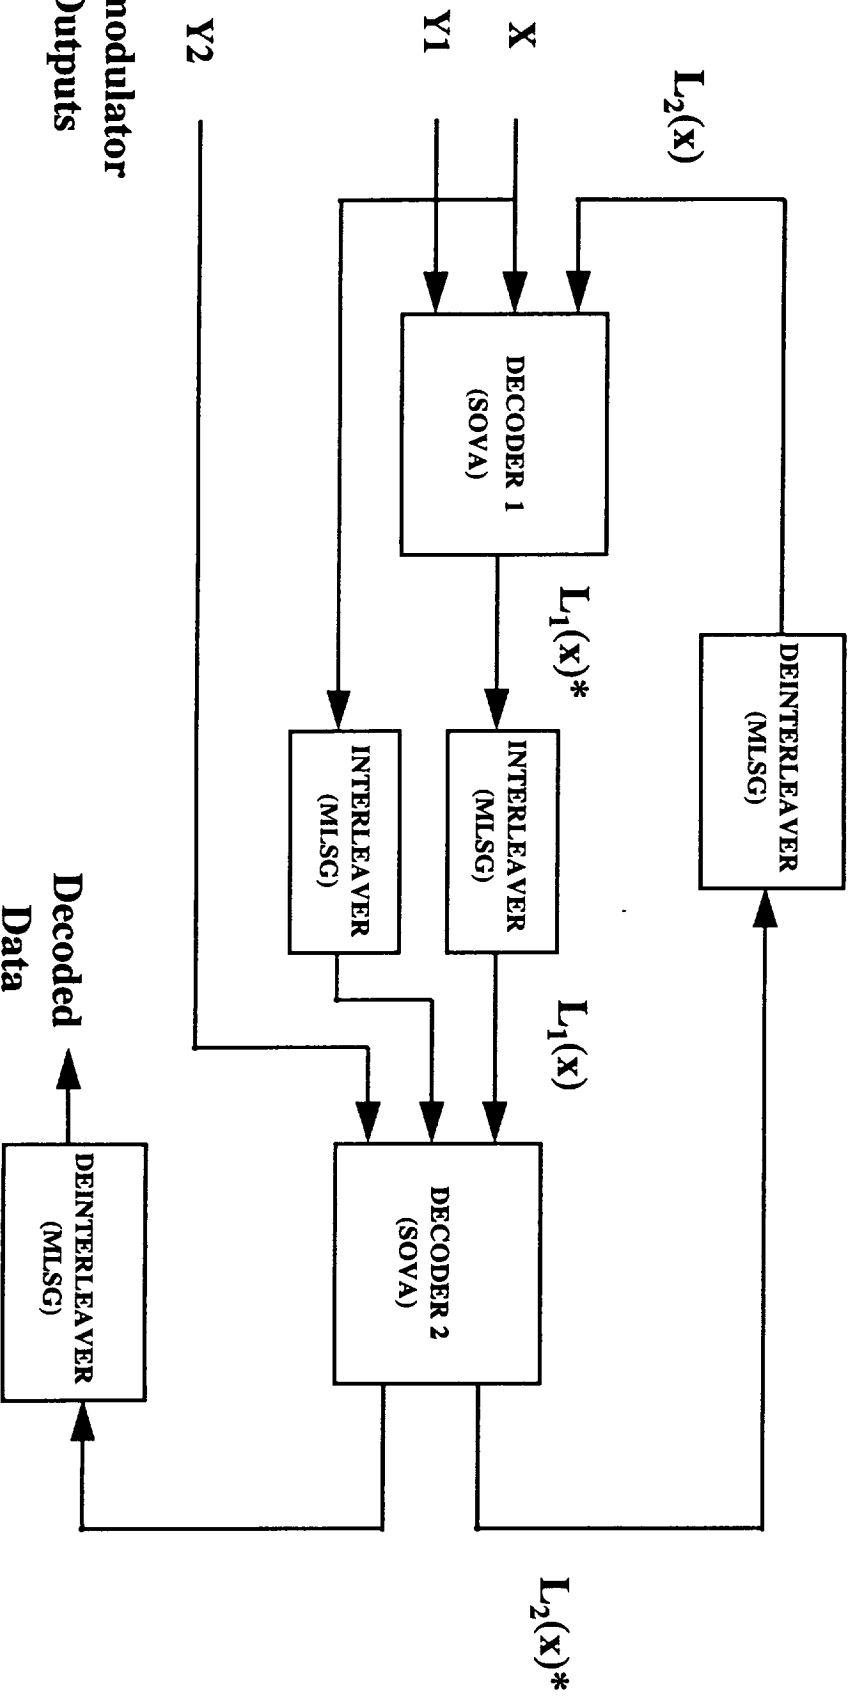 L2(x)
DEINTERLEAVER
(MLSG)
X
Y1
DECODER 1
(SOVA)
L1(x)*
INTERLEAVER
(MLSG)
L1(x)
INTERLEAVER
(MLSG)
DECODER 2
(SOVA)
L2(x)*
Y2
modulator
Outputs
Decoded
Data
DEINTERLEAVER
(MLSG)